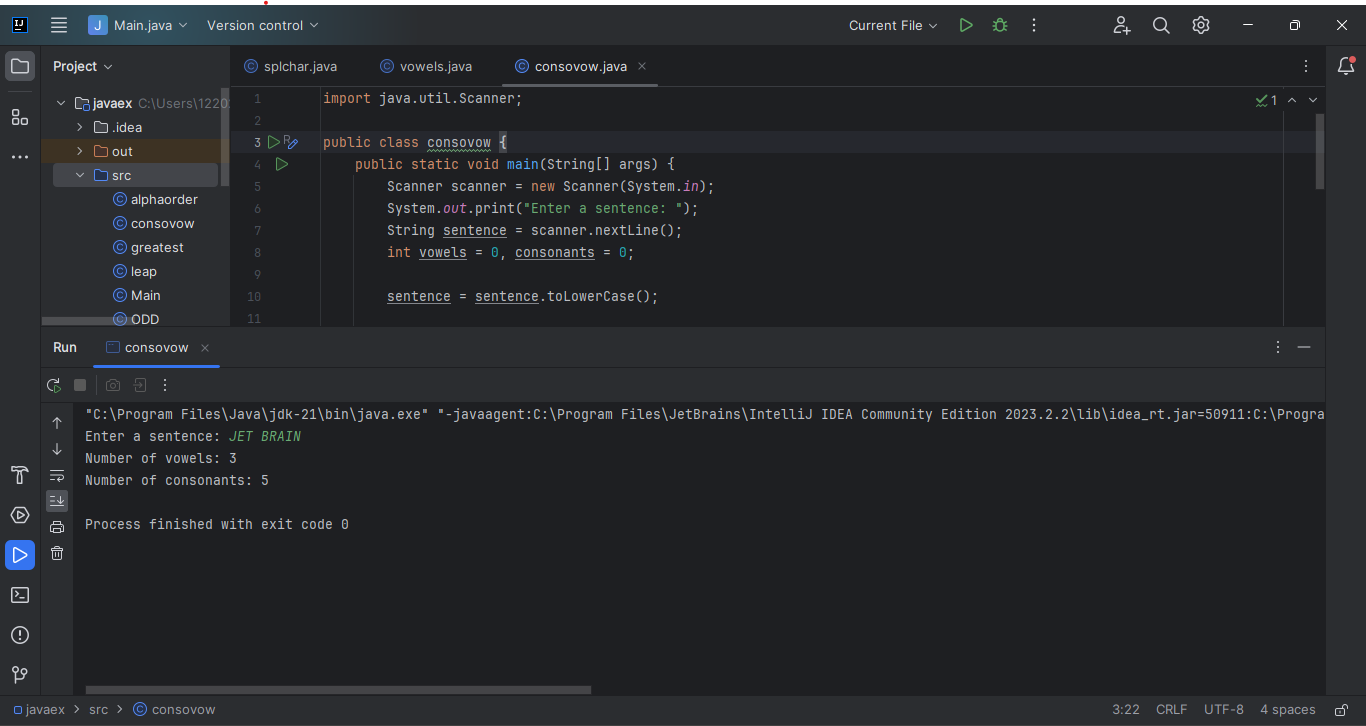 IJ
J Main.java Version control Current File
Project
splchar.java vowels.java consovow.java
javaex C:\Users\1220
.idea
out
src
alphaorder
consovow
greatest
leap
Main
ODD
1 import java.util.Scanner; 1
2
3 public class consovow {
4 public static void main(String[] args) {
5 Scanner scanner = new Scanner(System.in);
6 System.out.print("Enter a sentence: ");
7 String sentence = scanner.nextLine();
8 int vowels = 0, consonants = 0;
9
10 sentence = sentence.toLowerCase();
11
Run consovow
"C:\Program Files\Java\jdk-21\bin\java.exe" "-javaagent:C:\Program Files\JetBrains\IntelliJ IDEA Community Edition 2023.2.2\lib\idea_rt.jar=50911:C:\Progra
Enter a sentence: JET BRAIN
Number of vowels: 3
Number of consonants: 5
Process finished with exit code 0
javaex > src > consovow 3:22 CRLF UTF-8 4 spaces